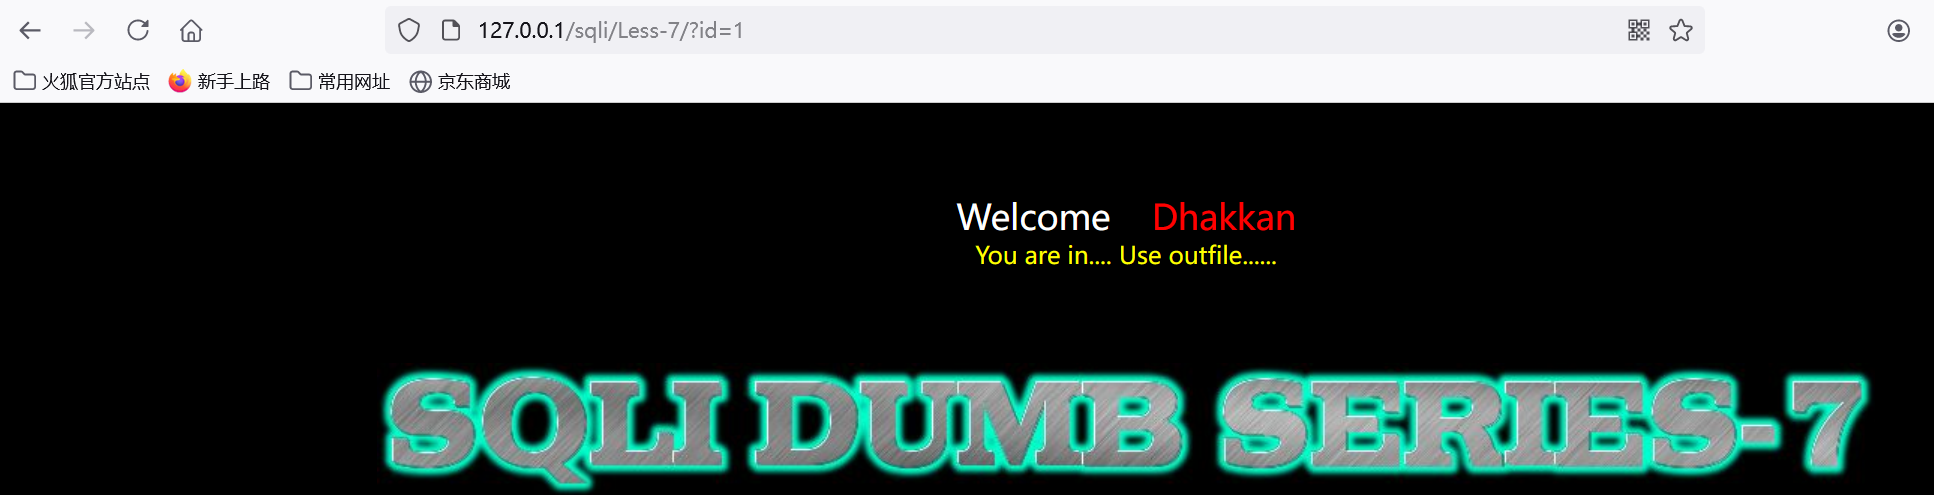 127.0.0.1/sqli/Less-7/?id=1
火狐官方站点 新手上路 常用网址 京东商城
Welcome Dhakkan
You are in.... Use outfile......
SQLI DUMB SERIES-7